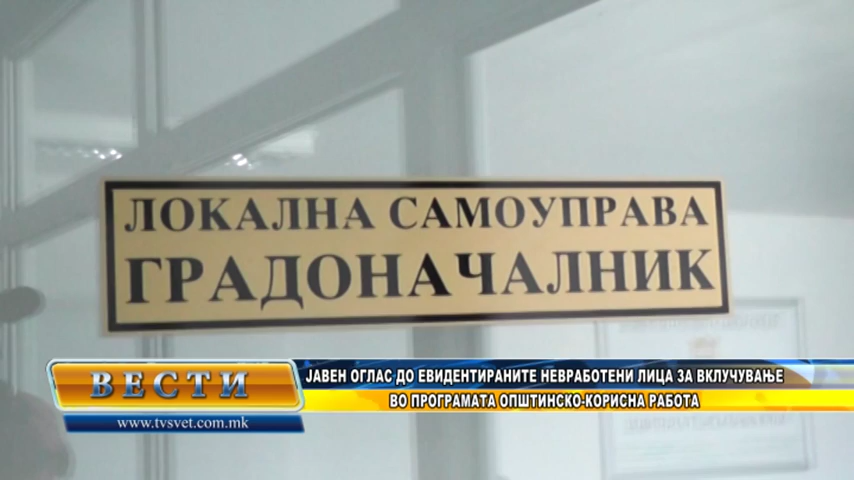 ЛОКАЛНА САМОУПРАВА
ГРАДОНАЧАЛНИК
ВЕСТИ
www.tvsvet.com.mk
ЈАВЕН ОГЛАС ДО ЕВИДЕНТИРАНИТЕ НЕВРАБОТЕНИ ЛИЦА ЗА ВКЛУЧУВАЊЕ
ВО ПРОГРАМАТА ОПШТИНСКО-КОРИСНА РАБОТА